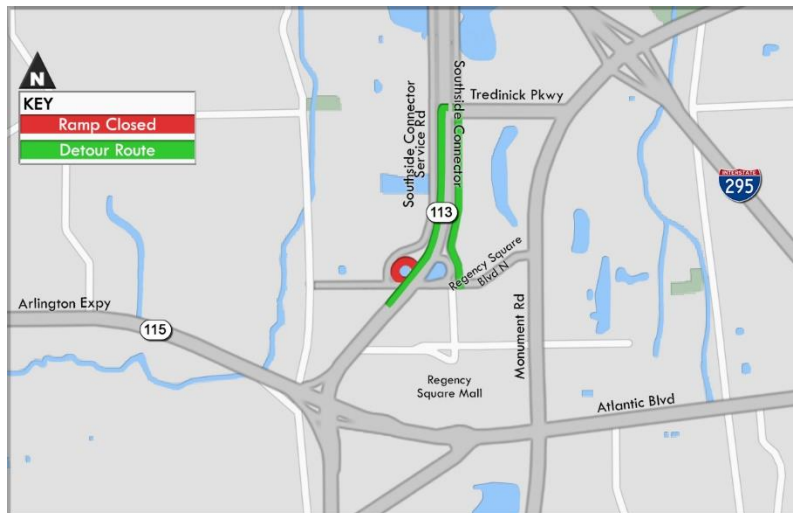 N
KEY
Ramp Closed
Detour Route
Southside Connector
Service Rd
Southside Connector
Tredinick Pkwy
INTERSTATE
295
113
Regency Square
Blvd N
Arlington Expy
115
Monument Rd
Regency
Square Mall
Atlantic Blvd